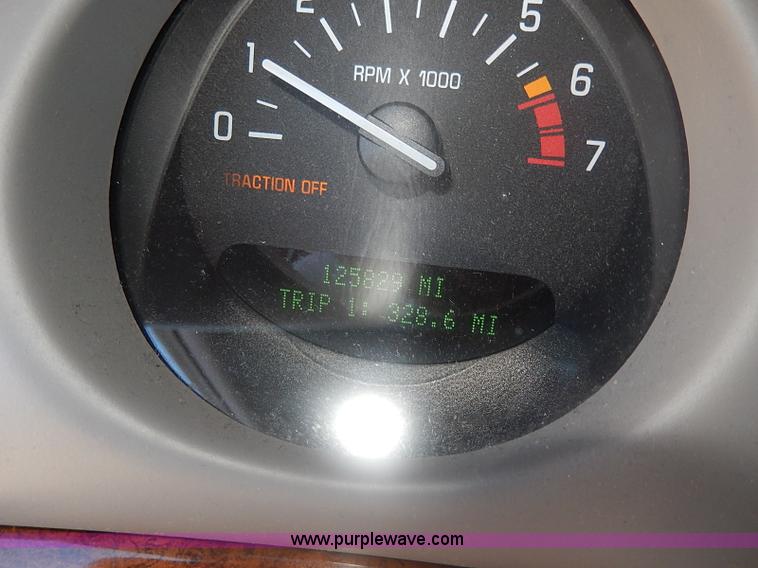 2
5
1
6
RPM X 1000
0
7
TRACTION OFF
125829 MI
TRIP 1: 328.6 MI
www.purplewave.com